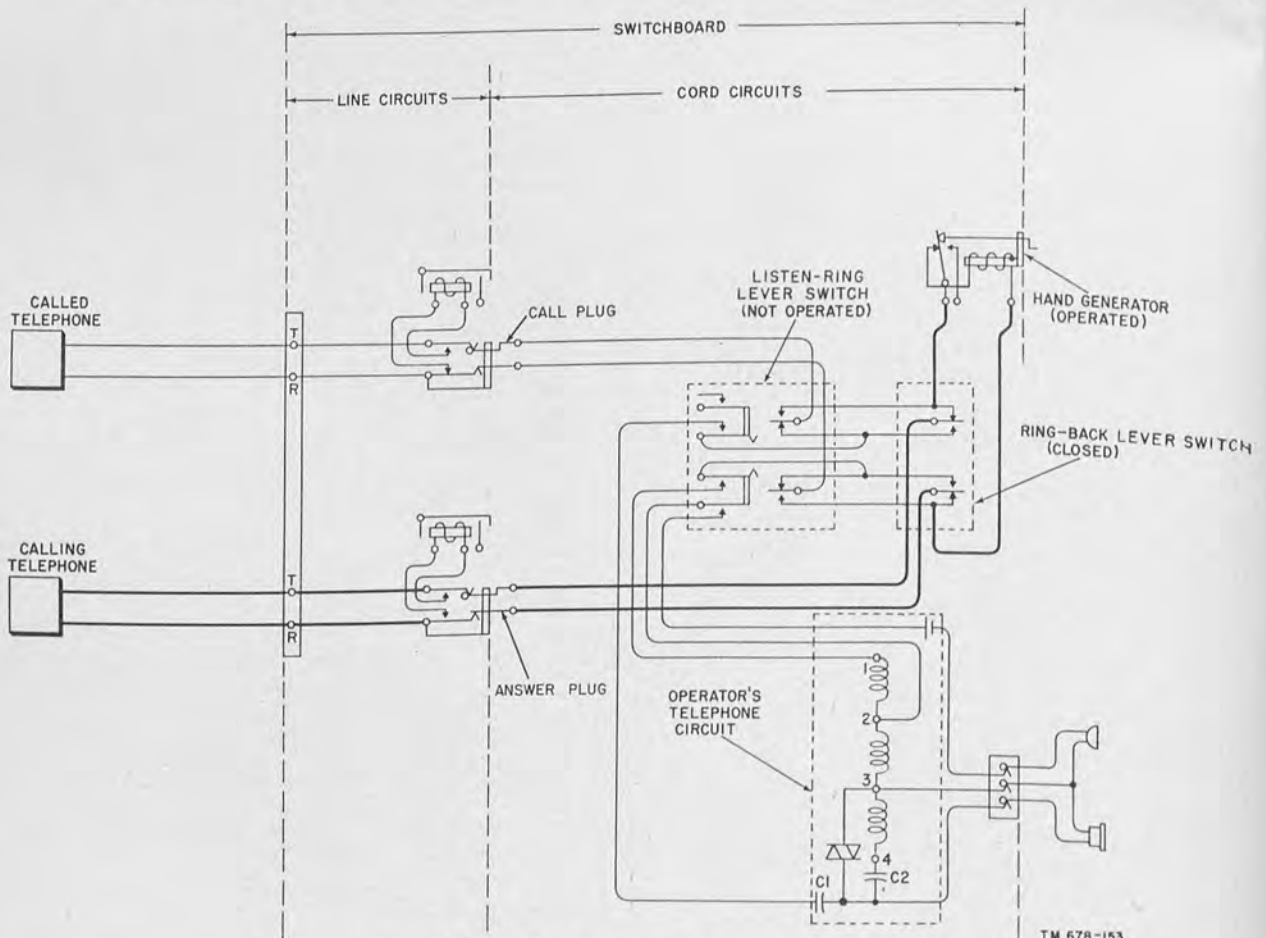 SWITCHBOARD
LINE CIRCUITS
CORD CIRCUITS
CALLED
TELEPHONE
T
R
CALL PLUG
LISTEN-RING
LEVER SWITCH
(NOT OPERATED)
HAND GENERATOR
(OPERATED)
RING-BACK LEVER SWITCH
(CLOSED)
CALLING
TELEPHONE
T
R
ANSWER PLUG
OPERATOR'S
TELEPHONE
CIRCUIT
1
2
3
4
C1
C2
TM 678-153